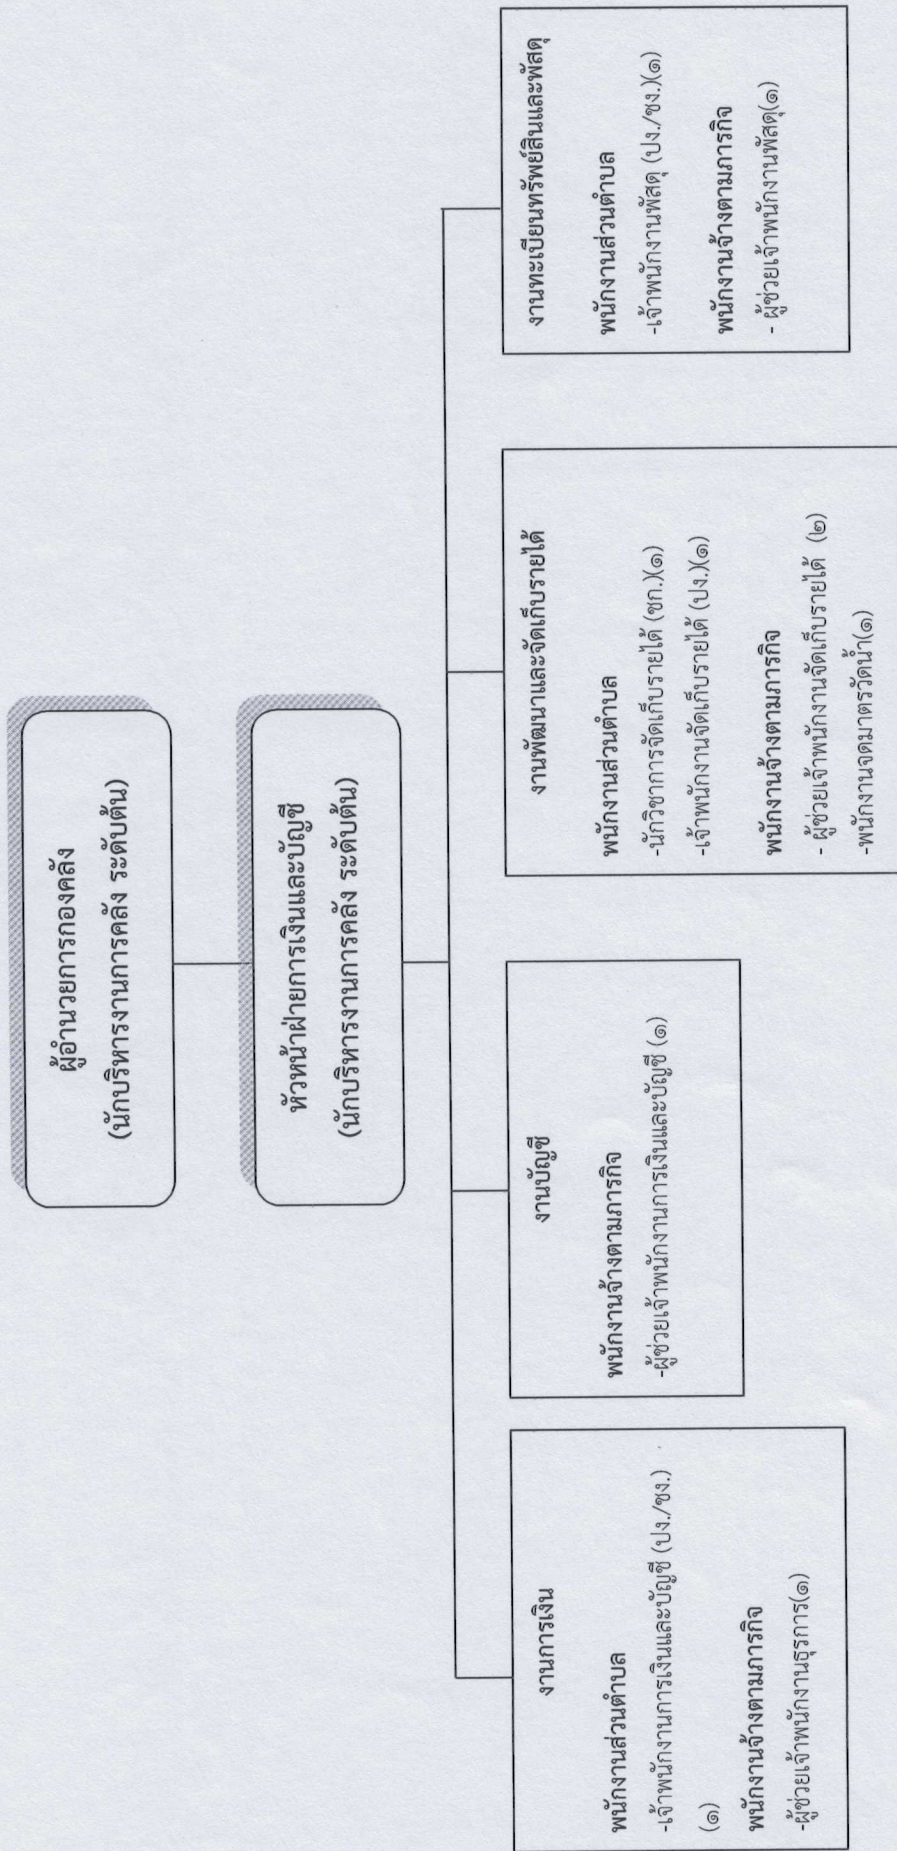 ผู้อำนวยการกองคลัง
(นักบริหารงานการคลัง ระดับต้น)
หัวหน้าฝ่ายการเงินและบัญชี
(นักบริหารงานการคลัง ระดับต้น)
งานการเงิน
พนักงานส่วนตำบล
-เจ้าพนักงานการเงินและบัญชี (ปง./ชง.)
(๑)
พนักงานจ้างตามภารกิจ
-ผู้ช่วยเจ้าพนักงานธุรการ(๑)
งานบัญชี
พนักงานจ้างตามภารกิจ
-ผู้ช่วยเจ้าพนักงานการเงินและบัญชี (๑)
งานพัฒนาและจัดเก็บรายได้
พนักงานส่วนตำบล
-นักวิชาการจัดเก็บรายได้ (ชก.)(๑)
-เจ้าพนักงานจัดเก็บรายได้ (ปง.)(๑)
พนักงานจ้างตามภารกิจ
- ผู้ช่วยเจ้าพนักงานจัดเก็บรายได้ (๒)
-พนักงานจดมาตรวัดน้ำ(๑)
งานทะเบียนทรัพย์สินและพัสดุ
พนักงานส่วนตำบล
-เจ้าพนักงานพัสดุ (ปง./ชง.)(๑)
พนักงานจ้างตามภารกิจ
- ผู้ช่วยเจ้าพนักงานพัสดุ(๑)